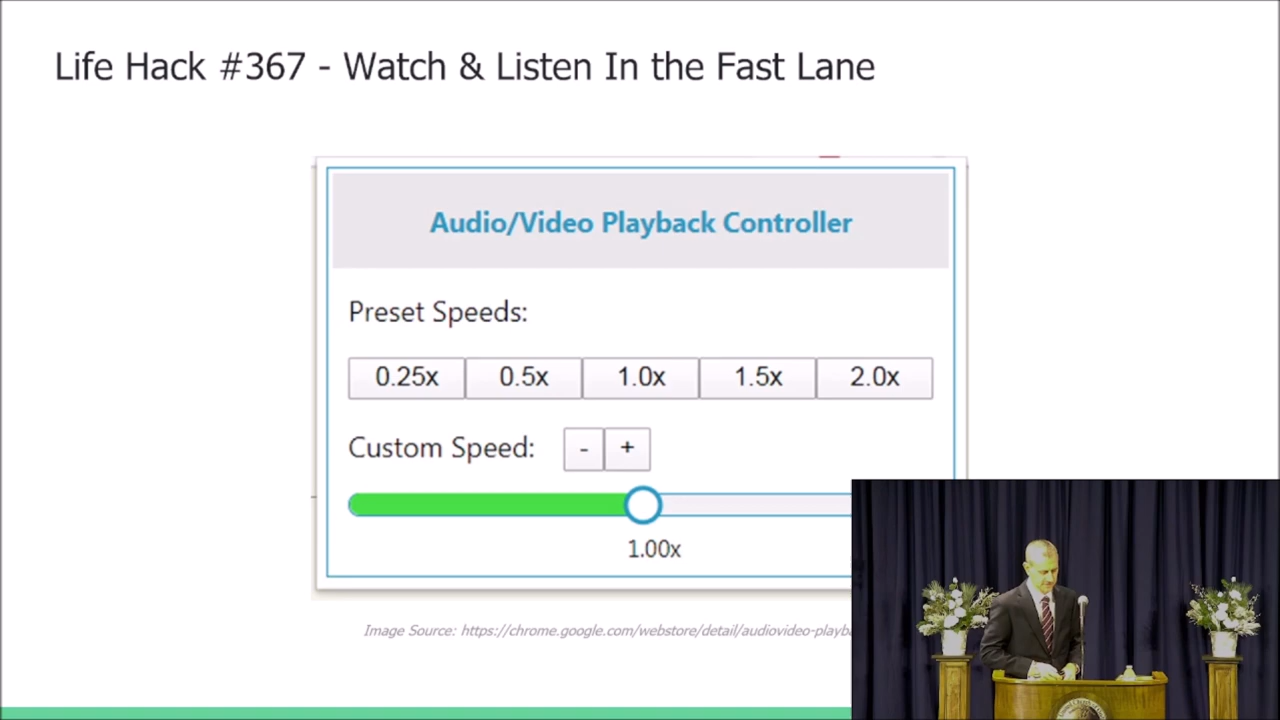 Life Hack #367 - Watch & Listen In the Fast Lane
Audio/Video Playback Controller
Preset Speeds:
0.25x 0.5x 1.0x 1.5x 2.0x
Custom Speed: - +
1.00x
Image Source: https://chrome.google.com/webstore/detail/audiovideo-playb